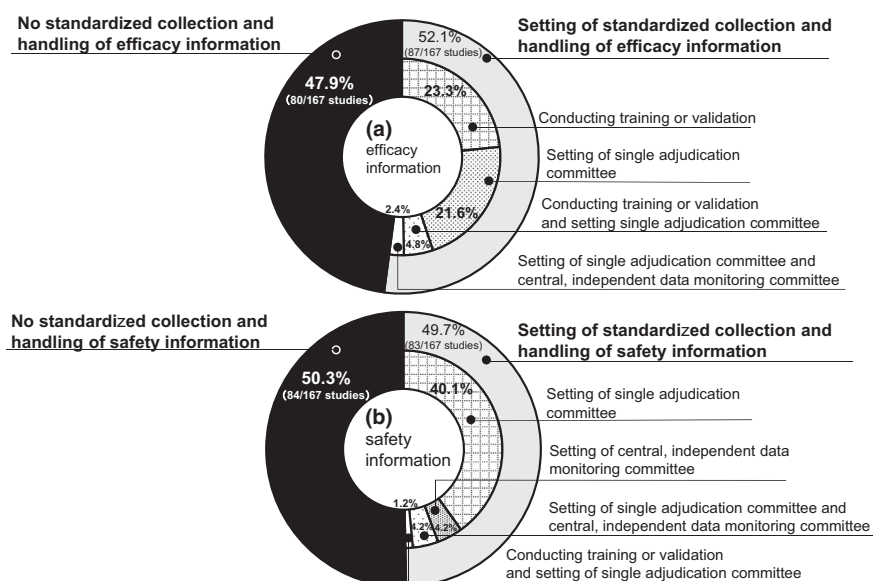 No standardized collection and
handling of efficacy information
52.1%
(87/167 studies)
Setting of standardized collection and
handling of efficacy information
47.9%
(80/167 studies)
23.3%
(a)
efficacy
information
Conducting training or validation
Setting of single adjudication
committee
2.4%
21.6%
4.8%
Conducting training or validation
and setting single adjudication committee
Setting of single adjudication committee and
central, independent data monitoring committee
No standardized collection and
handling of safety information
49.7%
(83/167 studies)
Setting of standardized collection and
handling of safety information
50.3%
(84/167 studies)
40.1%
(b)
safety
information
Setting of single adjudication
committee
Setting of central, independent data
monitoring committee
1.2%
4.2%
4.2%
Setting of single adjudication committee and
central, independent data monitoring committee
Conducting training or validation
and setting of single adjudication committee